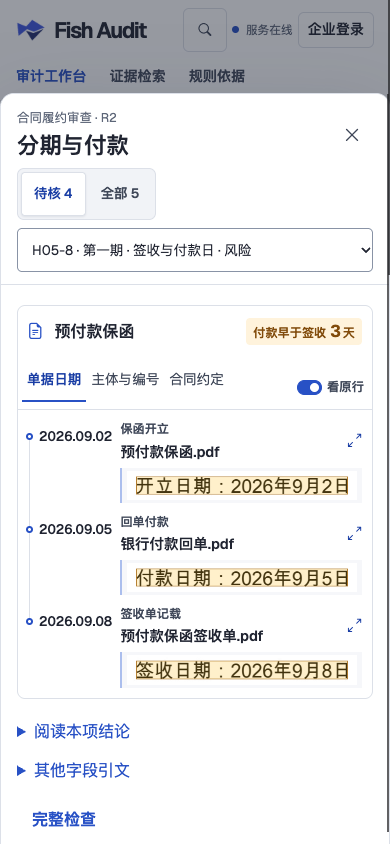 Fish Audit
服务在线
企业登录
审计工作台 证据检索 规则依据
合同履约审查 · R2
分期与付款
待核 4 全部 5
H05-8 · 第一期 · 签收与付款日 · 风险
预付款保函
付款早于签收 3 天
单据日期 主体与编号 合同约定
看原行
2026.09.02
保函开立
预付款保函.pdf
开立日期：2026年9月2日
2026.09.05
回单付款
银行付款回单.pdf
付款日期：2026年9月5日
2026.09.08
签收单记载
预付款保函签收单.pdf
签收日期：2026年9月8日
阅读本项结论
其他字段引文
完整检查